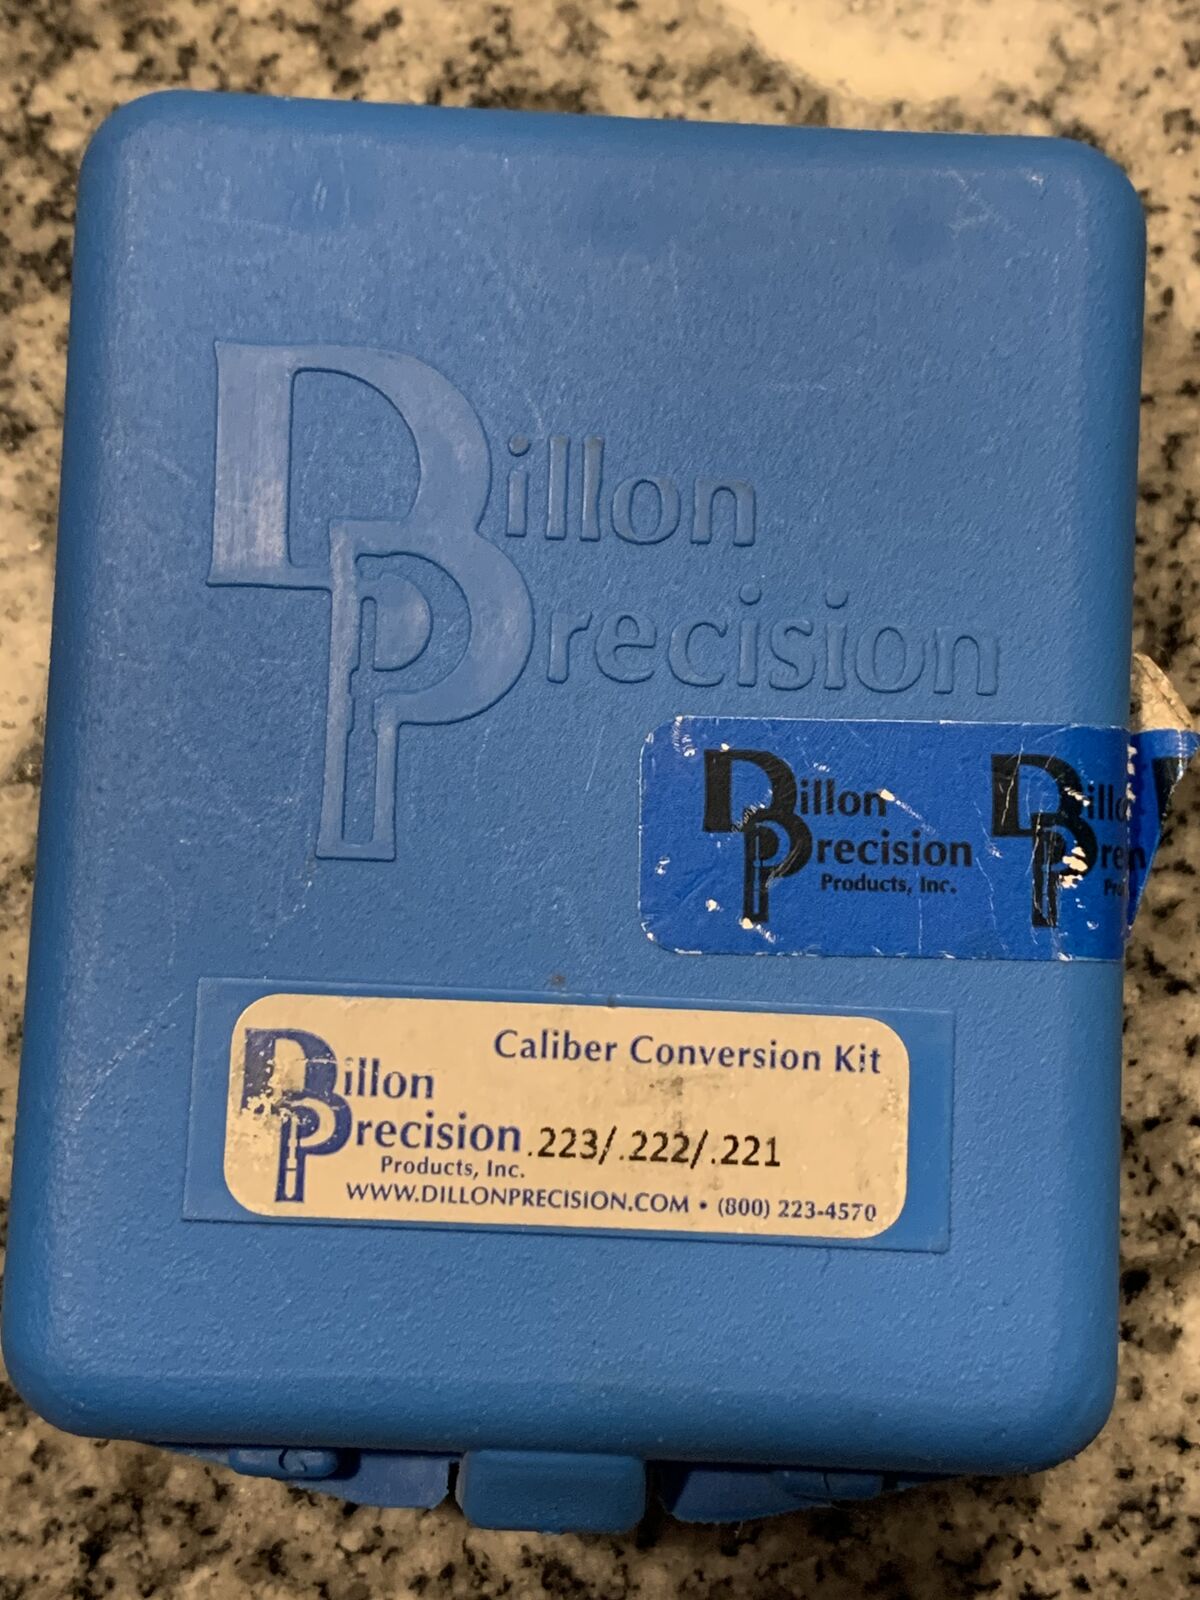 Dillon
Precision
Dillon
Precision
Products, Inc.
Caliber Conversion Kit
Dillon
Precision .223/.222/.221
Products, Inc.
WWW.DILLONPRECISION.COM • (800) 223-4570